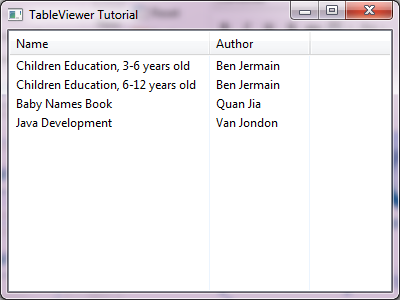 TableViewer Tutorial
Name Author
Children Education, 3-6 years old Ben Jermain
Children Education, 6-12 years old Ben Jermain
Baby Names Book Quan Jia
Java Development Van Jondon